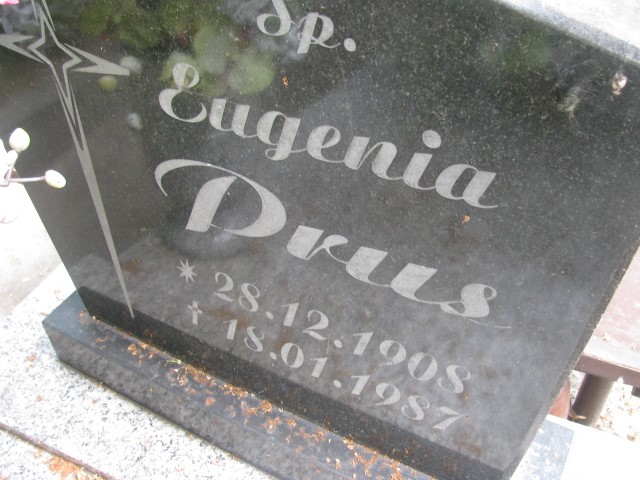 Śp.
Eugenia
Drus
* 28.12.1908
† 18.01.1987